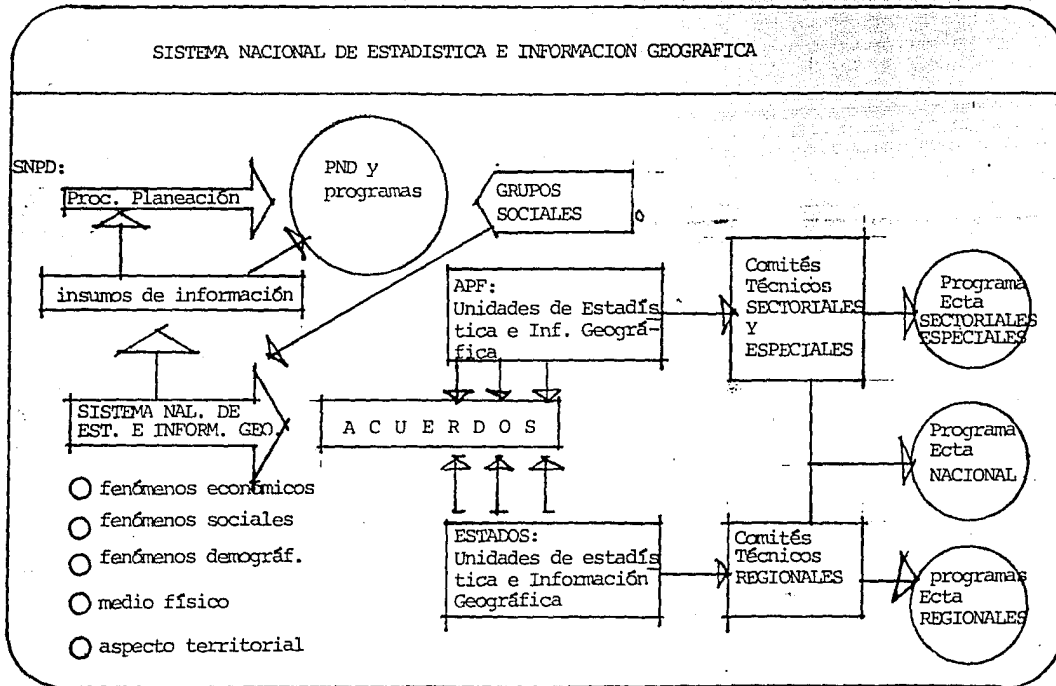 SISTEMA NACIONAL DE ESTADISTICA E INFORMACION GEOGRAFICA
SNPD:
Proc. Planeación
PND y
programas
GRUPOS
SOCIALES
insumos de información
APF:
Unidades de Estadís
tica e Inf. Geográ-
fica
Comités
Técnicos
SECTORIALES
Y
ESPECIALES
Programa
Ecta
SECTORIALES
ESPECIALES
SISTEMA NAL. DE
EST. E INFORM. GEO.
A C U E R D O S
Programa
Ecta
NACIONAL
fenómenos económicos
fenómenos sociales
fenómenos demográf.
medio físico
aspecto territorial
ESTADOS:
Unidades de estadís
tica e Información
Geográfica
Comités
Técnicos
REGIONALES
programas
Ecta
REGIONALES